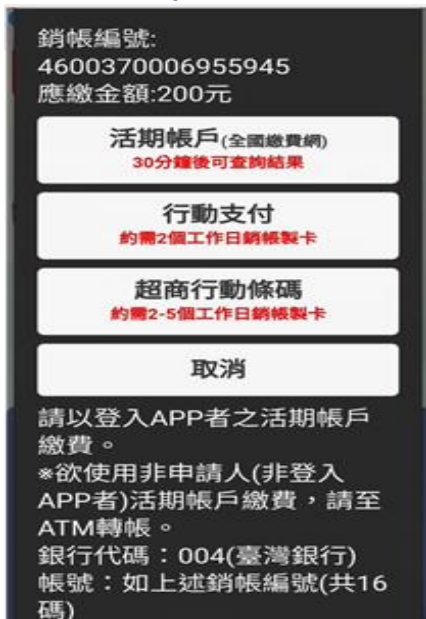 銷帳編號:
4600370006955945
應繳金額:200元
活期帳戶(全國繳費網)
30分鐘後可查詢結果
行動支付
約需2個工作日銷帳製卡
超商行動條碼
約需2-5個工作日銷帳製卡
取消
請以登入APP者之活期帳戶
繳費。
*欲使用非申請人(非登入
APP者)活期帳戶繳費，請至
ATM轉帳。
銀行代碼：004(臺灣銀行)
帳號：如上述銷帳編號(共16
碼)